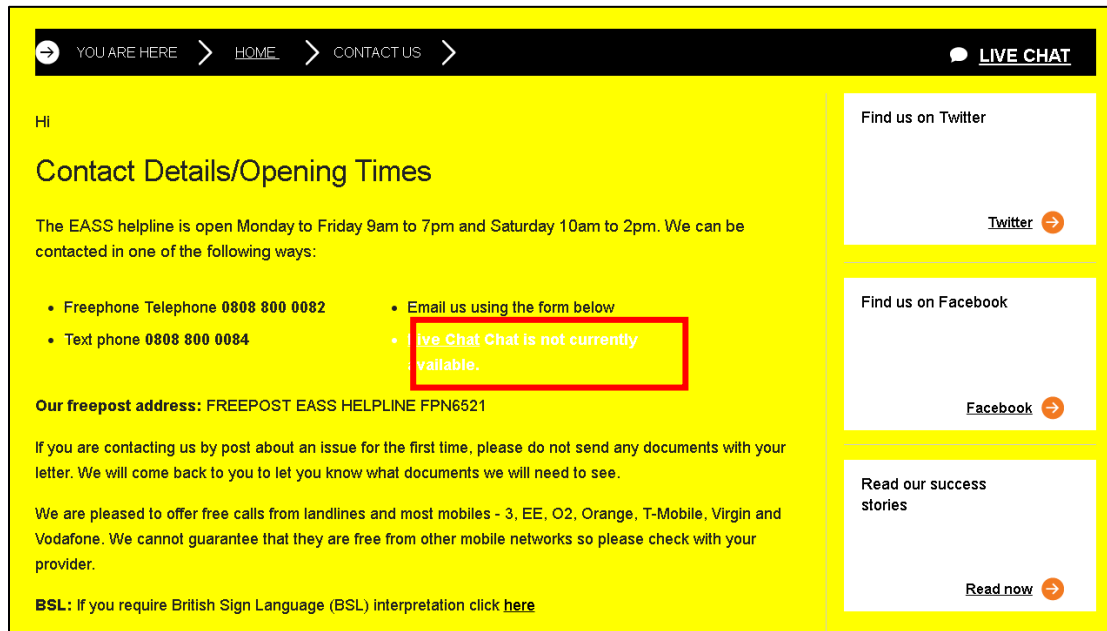 YOU ARE HERE HOME CONTACT US LIVE CHAT
Hi
Contact Details/Opening Times
The EASS helpline is open Monday to Friday 9am to 7pm and Saturday 10am to 2pm. We can be
contacted in one of the following ways:
• Freephone Telephone 0808 800 0082
• Text phone 0808 800 0084
• Email us using the form below
• Live Chat Chat is not currently
available.
Our freepost address: FREEPOST EASS HELPLINE FPN6521
If you are contacting us by post about an issue for the first time, please do not send any documents with your
letter. We will come back to you to let you know what documents we will need to see.
We are pleased to offer free calls from landlines and most mobiles - 3, EE, O2, Orange, T-Mobile, Virgin and
Vodafone. We cannot guarantee that they are free from other mobile networks so please check with your
provider.
BSL: If you require British Sign Language (BSL) interpretation click here
Find us on Twitter
Twitter
Find us on Facebook
Facebook
Read our success
stories
Read now